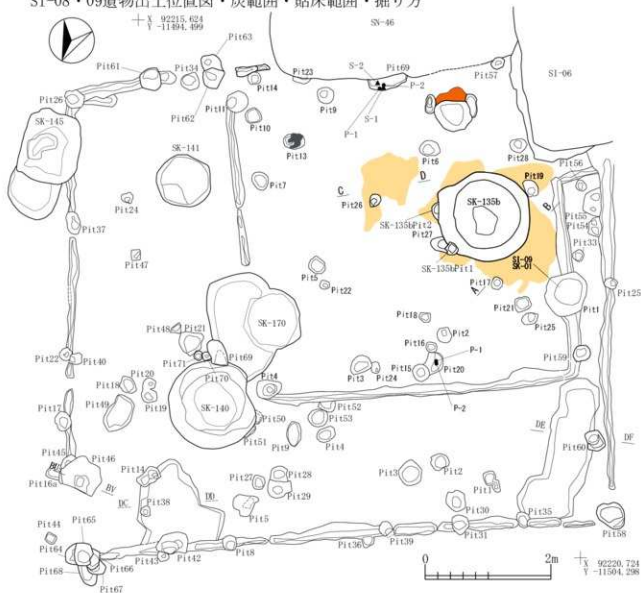 SI-08・09遺物出土位置図・炭範囲・貼床範囲・掘り方
X 92215.624
Y -11494.499
Pit63
SN-46
Pit61
Pit34
S-2
Pit69
Pit57
SI-06
Pit26
Pit14
Pit23
P-2
Pit11
Pit62
Pit9
S-1
SK-145
Pit10
P-1
Pit13
Pit6
Pit28
SK-141
D
Pit56
Pit7
C
Pit19
Pit24
Pit26
SK-135b
B
Pit55
SK-135bPit2
Pit54
Pit37
Pit27
Pit33
Pit47
SK-135bPit1
SI-09
SK-01
Pit5
Pit17
Pit25
Pit22
A
Pit1
SK-170
Pit21
Pit48
Pit21
Pit18
Pit25
Pit16
Pit2
Pit22
Pit40
Pit69
P-1
Pit59
Pit71
Pit70
Pit3
Pit15
Pit20
Pit18
Pit20
Pit4
Pit24
Pit49
Pit19
SK-140
P-2
Pit17
Pit52
Pit50
Pit53
DE
DF
Pit51
Pit9
Pit4
Pit60
Pit45
Pit46
Pit14
Pit28
Pit3
Pit2
Pit16a
BV
Pit27
Pit1
DC
Pit38
DD
Pit29
Pit44
Pit65
Pit5
Pit30
Pit35
Pit64
Pit8
Pit39
Pit31
Pit58
Pit43
Pit42
Pit36
Pit66
Pit68
Pit67
0
2m
X 92220.724
Y -11504.298